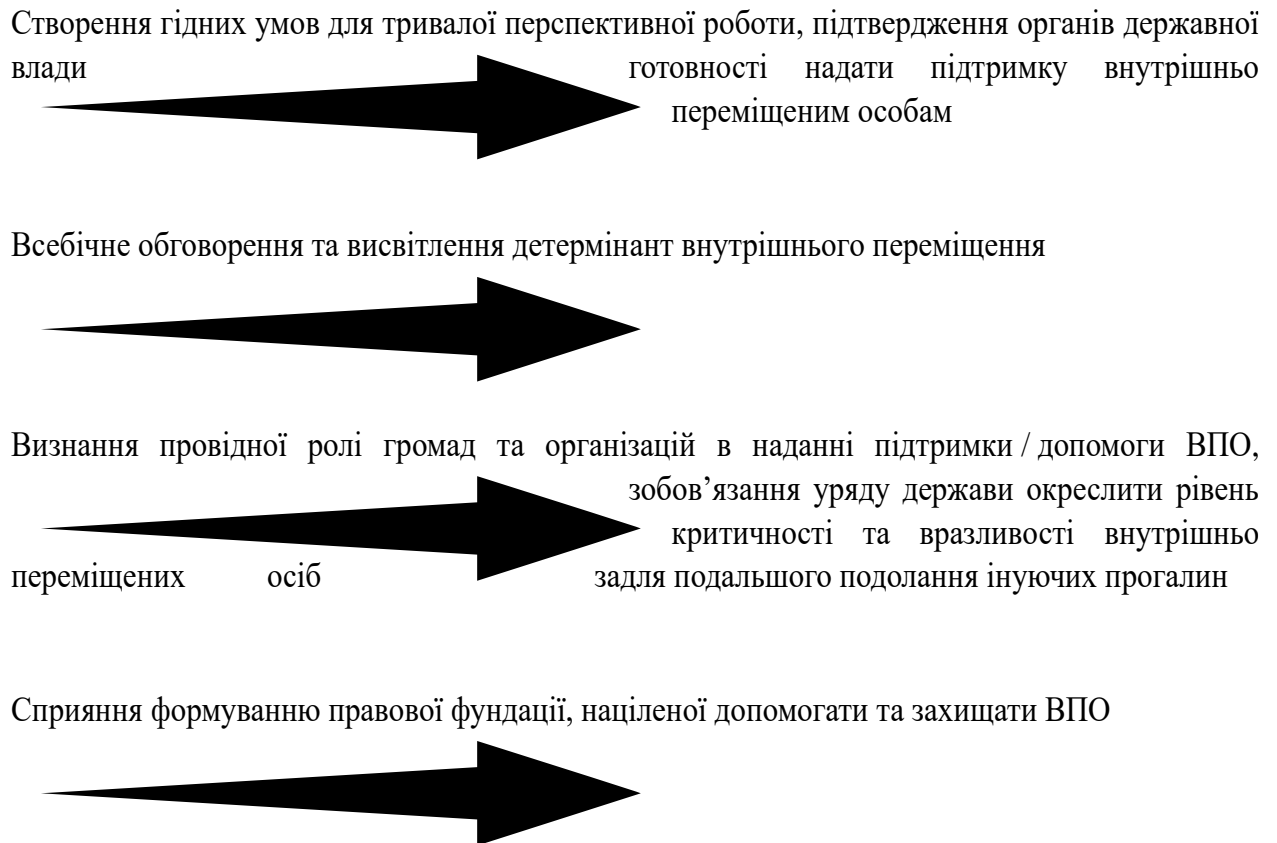 Створення гідних умов для тривалої перспективної роботи, підтвердження органів державної
влади готовності надати підтримку внутрішньо
переміщеним особам
Всебічне обговорення та висвітлення детермінант внутрішнього переміщення
Визнання провідної ролі громад та організацій в наданні підтримки / допомоги ВПО,
зобов’язання уряду держави окреслити рівень
критичності та вразливості внутрішньо
переміщених осіб задля подальшого подолання інуючих прогалин
Сприяння формуванню правової фундації, націленої допомогати та захищати ВПО